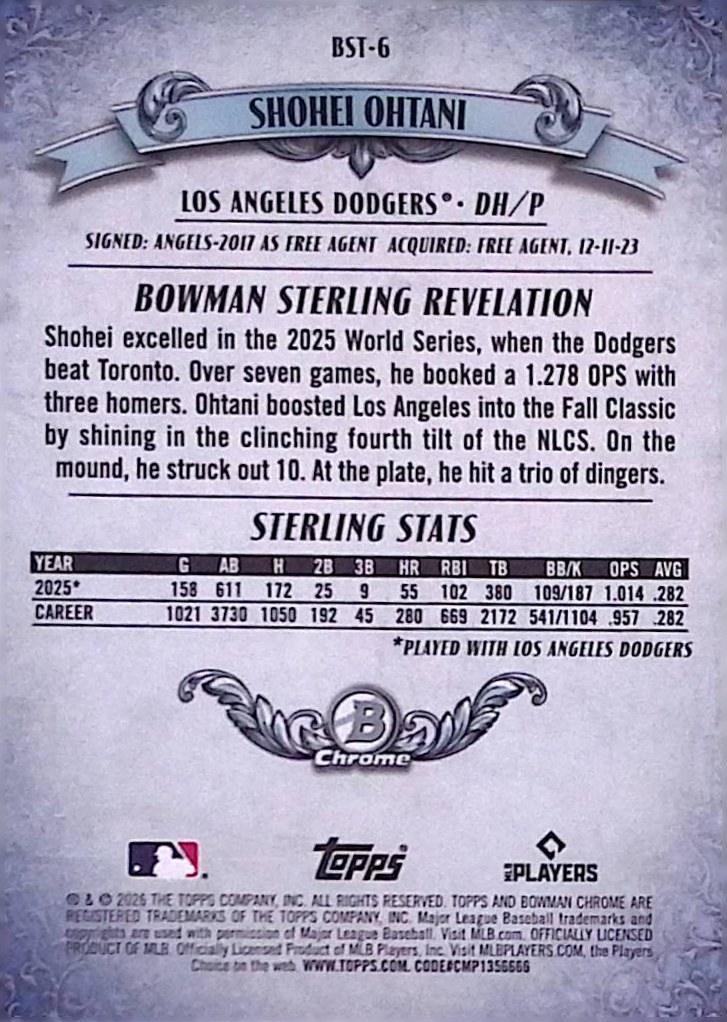 BST-6
SHOHEI OHTANI
LOS ANGELES DODGERS®· DH/P
SIGNED: ANGELS-2017 AS FREE AGENT ACQUIRED: FREE AGENT, 12-11-23
BOWMAN STERLING REVELATION
Shohei excelled in the 2025 World Series, when the Dodgers
beat Toronto. Over seven games, he booked a 1.278 OPS with
three homers. Ohtani boosted Los Angeles into the Fall Classic
by shining in the clinching fourth tilt of the NLCS. On the
mound, he struck out 10. At the plate, he hit a trio of dingers.
STERLING STATS
YEAR G AB H 2B 3B HR RBI TB BB/K OPS AVG
2025* 158 611 172 25 9 55 102 380 109/187 1.014 .282
CAREER 1021 3730 1050 192 45 280 669 2172 541/1104 .957 .282
*PLAYED WITH LOS ANGELES DODGERS
B
Chrome
topps®
MLB PLAYERS
® & © 2026 THE TOPPS COMPANY, INC. ALL RIGHTS RESERVED. TOPPS AND BOWMAN CHROME ARE
REGISTERED TRADEMARKS OF THE TOPPS COMPANY, INC. Major League Baseball trademarks and
copyrights are used with permission of Major League Baseball. Visit MLB.com. OFFICIALLY LICENSED
PRODUCT OF MLB. Officially Licensed Product of MLB Players, Inc. Visit MLBPLAYERS.COM, the Players
Choice on the web. WWW.TOPPS.COM. CODE#CMP1356666